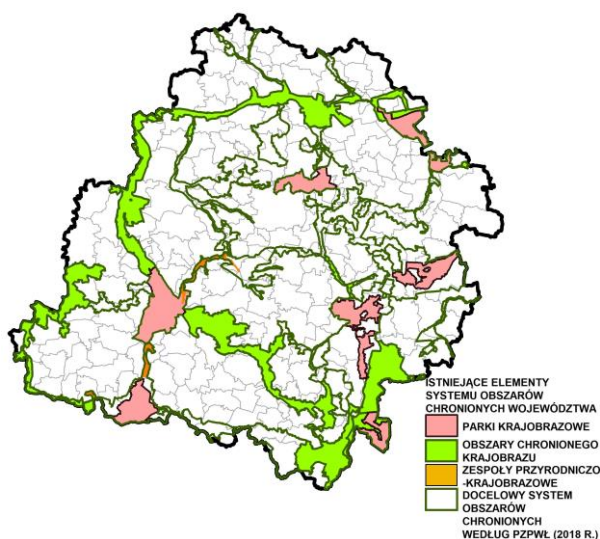 ISTNIEJĄCE ELEMENTY
SYSTEMU OBSZARÓW
CHRONIONYCH WOJEWÓDZTWA
PARKI KRAJOBRAZOWE
OBSZARY CHRONIONEGO
KRAJOBRAZU
ZESPOŁY PRZYRODNICZO
-KRAJOBRAZOWE
DOCELOWY SYSTEM
OBSZARÓW
CHRONIONYCH
WEDŁUG PZPWŁ (2018 R.)